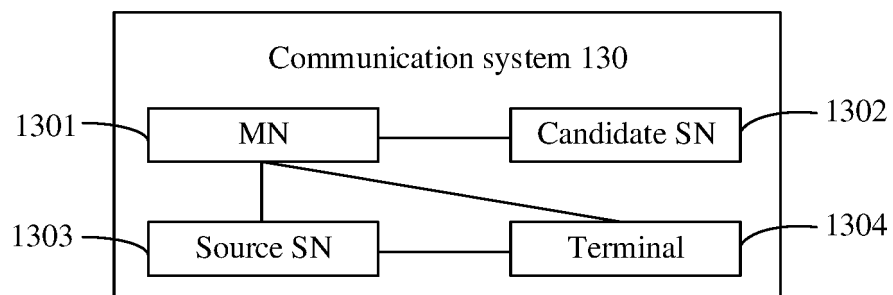 Communication system 130
1301
MN
Candidate SN
1302
1303
Source SN
Terminal
1304